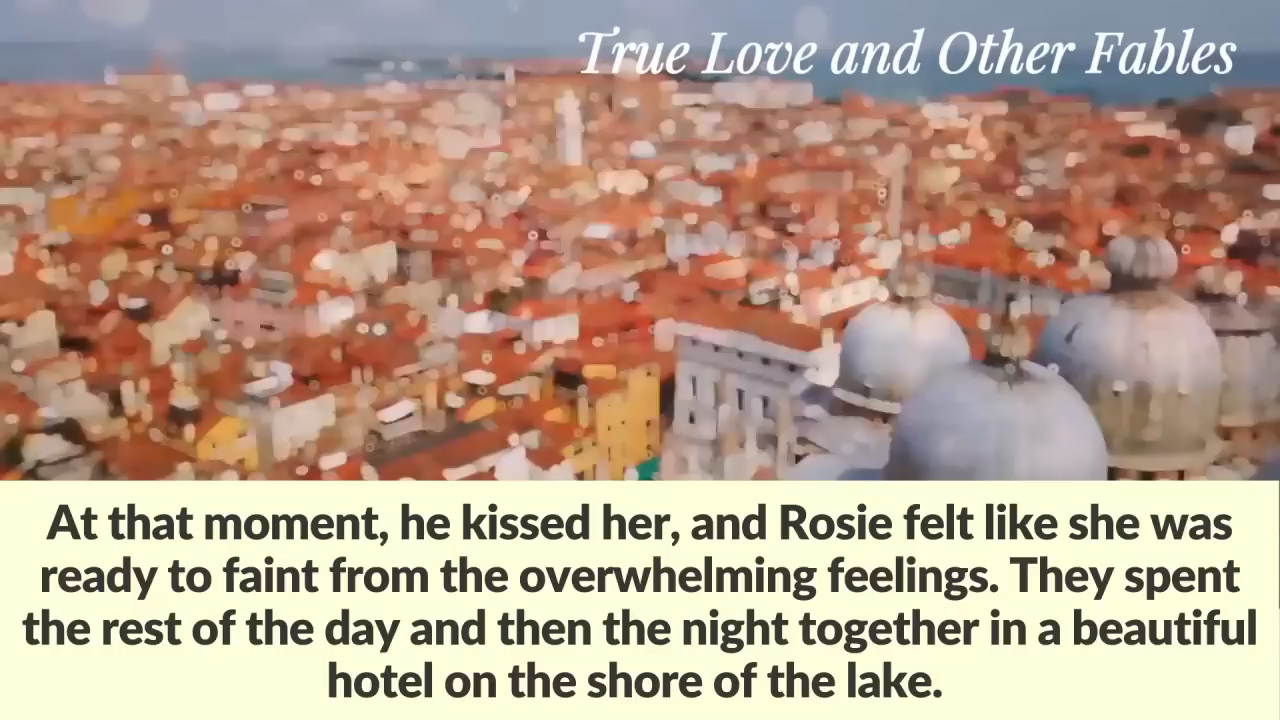 True Love and Other Fables
At that moment, he kissed her, and Rosie felt like she was
ready to faint from the overwhelming feelings. They spent
the rest of the day and then the night together in a beautiful
hotel on the shore of the lake.